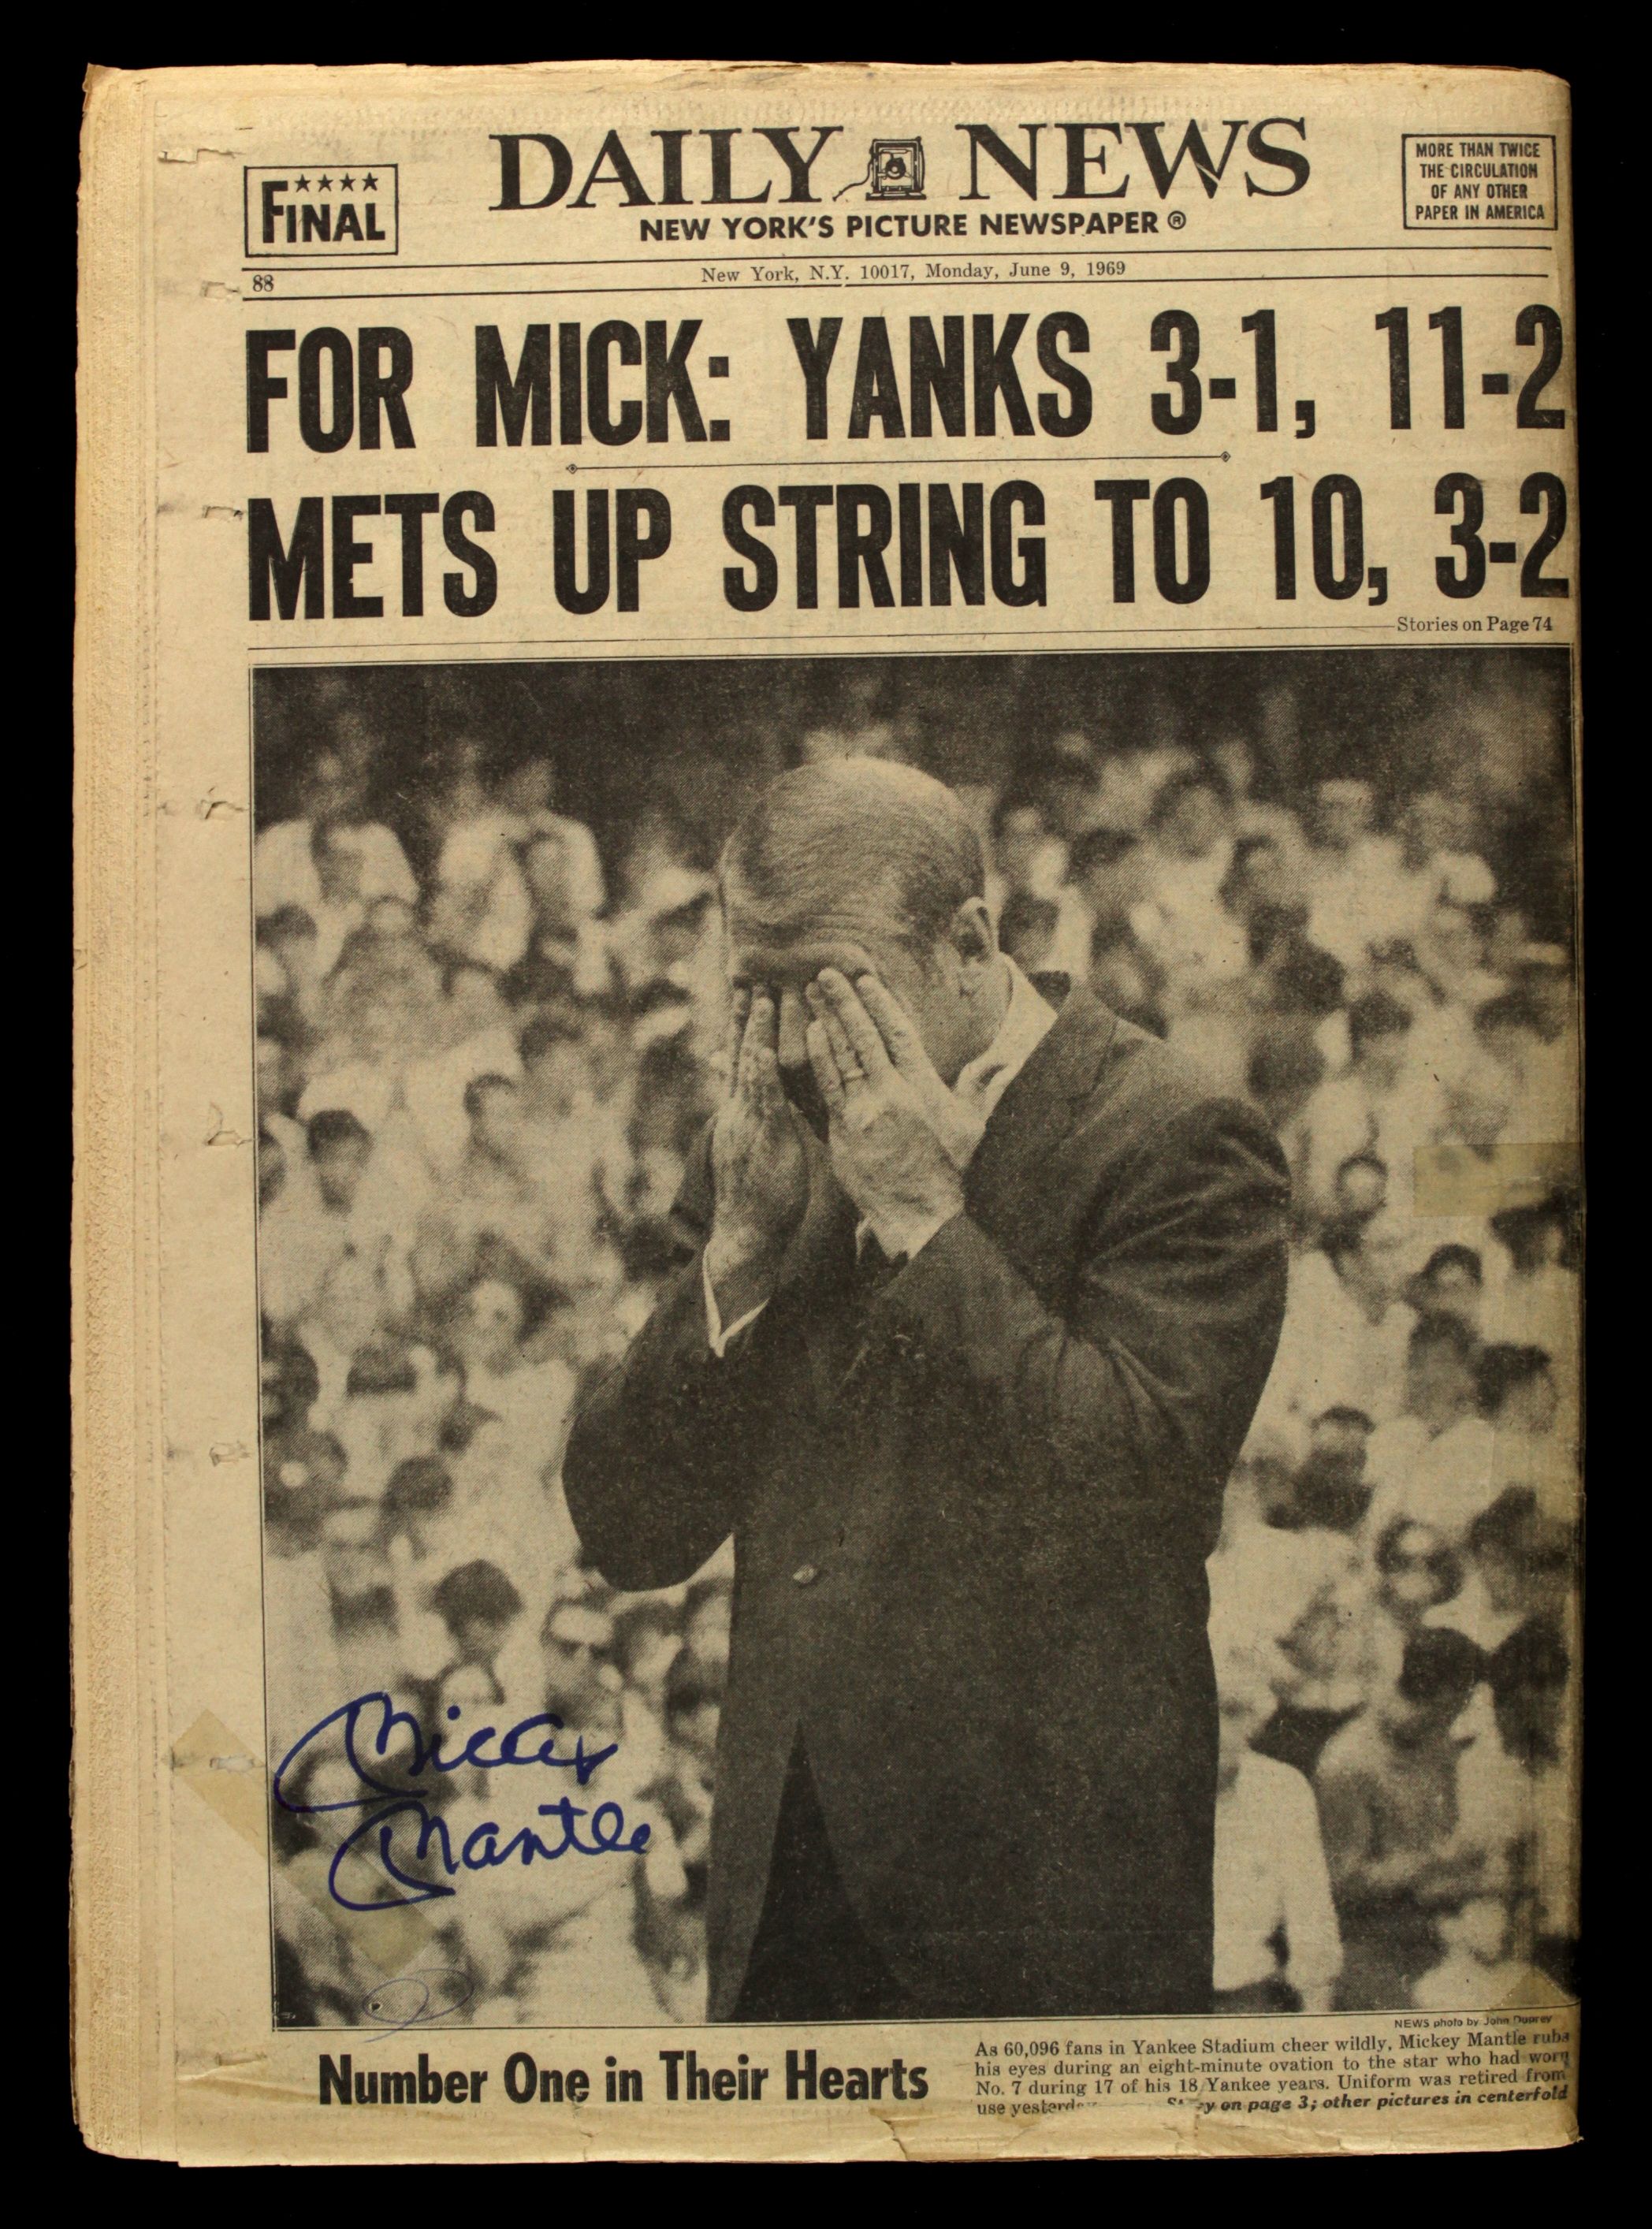 ★★★★
FINAL
DAILY NEWS
NEW YORK'S PICTURE NEWSPAPER ®
MORE THAN TWICE
THE CIRCULATION
OF ANY OTHER
PAPER IN AMERICA
88
New York, N.Y. 10017, Monday, June 9, 1969
FOR MICK: YANKS 3-1, 11-2
METS UP STRING TO 10, 3-2
Stories on Page 74
Mickey
Mantle
NEWS photo by John Duprey
Number One in Their Hearts
As 60,096 fans in Yankee Stadium cheer wildly, Mickey Mantle rubs
his eyes during an eight-minute ovation to the star who had worn
No. 7 during 17 of his 18 Yankee years. Uniform was retired from
use on page 3; other pictures in centerfold